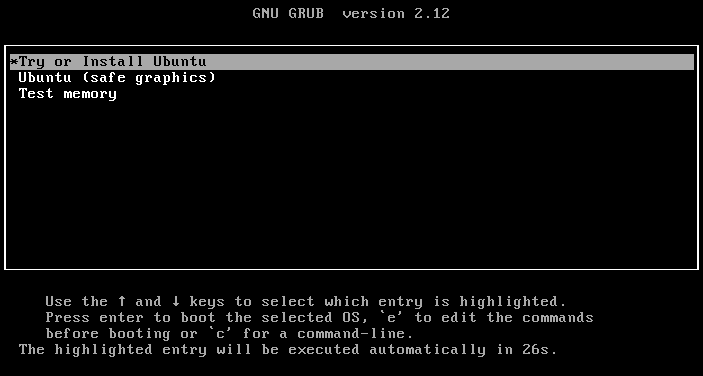 GNU GRUB  version 2.12
*Try or Install Ubuntu
Ubuntu (safe graphics)
Test memory
Use the ↑ and ↓ keys to select which entry is highlighted.
Press enter to boot the selected OS, `e' to edit the commands
before booting or `c' for a command-line.
The highlighted entry will be executed automatically in 26s.